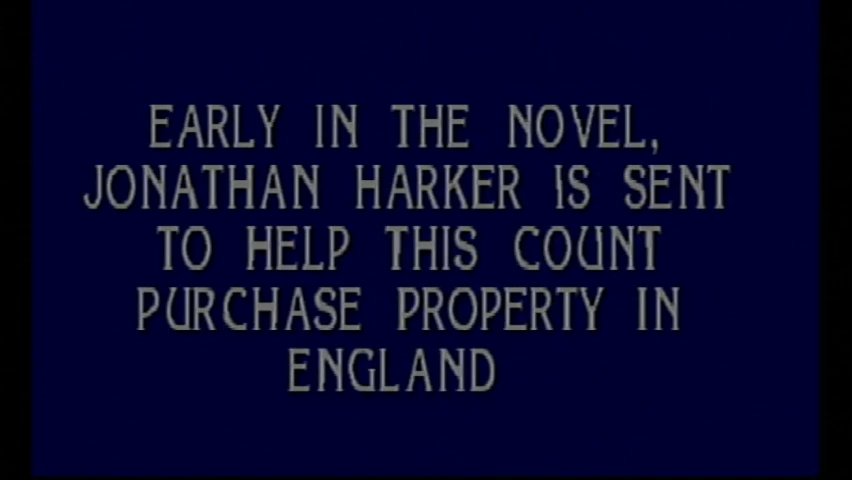 EARLY IN THE NOVEL,
JONATHAN HARKER IS SENT
TO HELP THIS COUNT
PURCHASE PROPERTY IN
ENGLAND